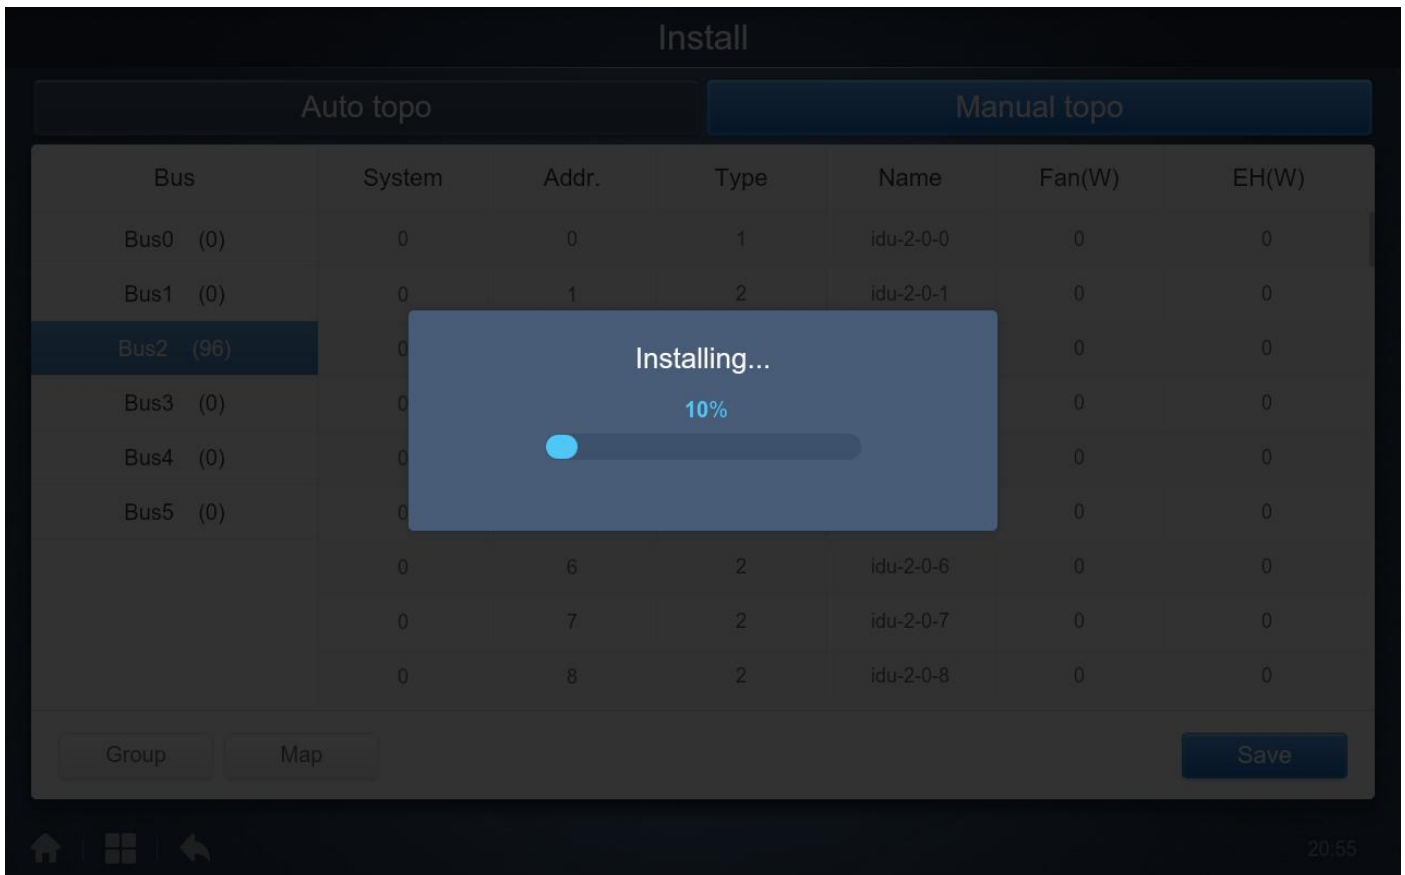 Install
Auto topo Manual topo
Bus System Addr. Type Name Fan(W) EH(W)
Bus0 (0) 0 0 1 idu-2-0-0 0 0
Bus1 (0) 0 1 2 idu-2-0-1 0 0
Bus2 (96) 0 0 0
Installing...
Bus3 (0) 0 0 0
10%
Bus4 (0) 0 0 0
Bus5 (0) 0 0 0
0 6 2 idu-2-0-6 0 0
0 7 2 idu-2-0-7 0 0
0 8 2 idu-2-0-8 0 0
Group Map Save
20:55